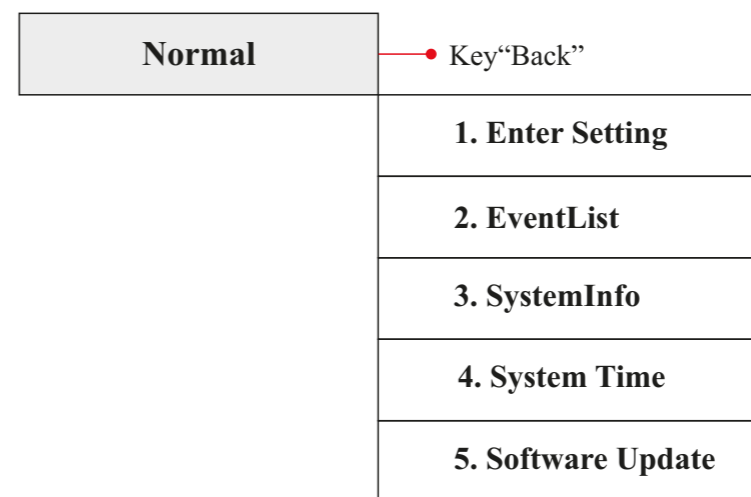 Normal
Key“Back”
1. Enter Setting
2. EventList
3. SystemInfo
4. System Time
5. Software Update